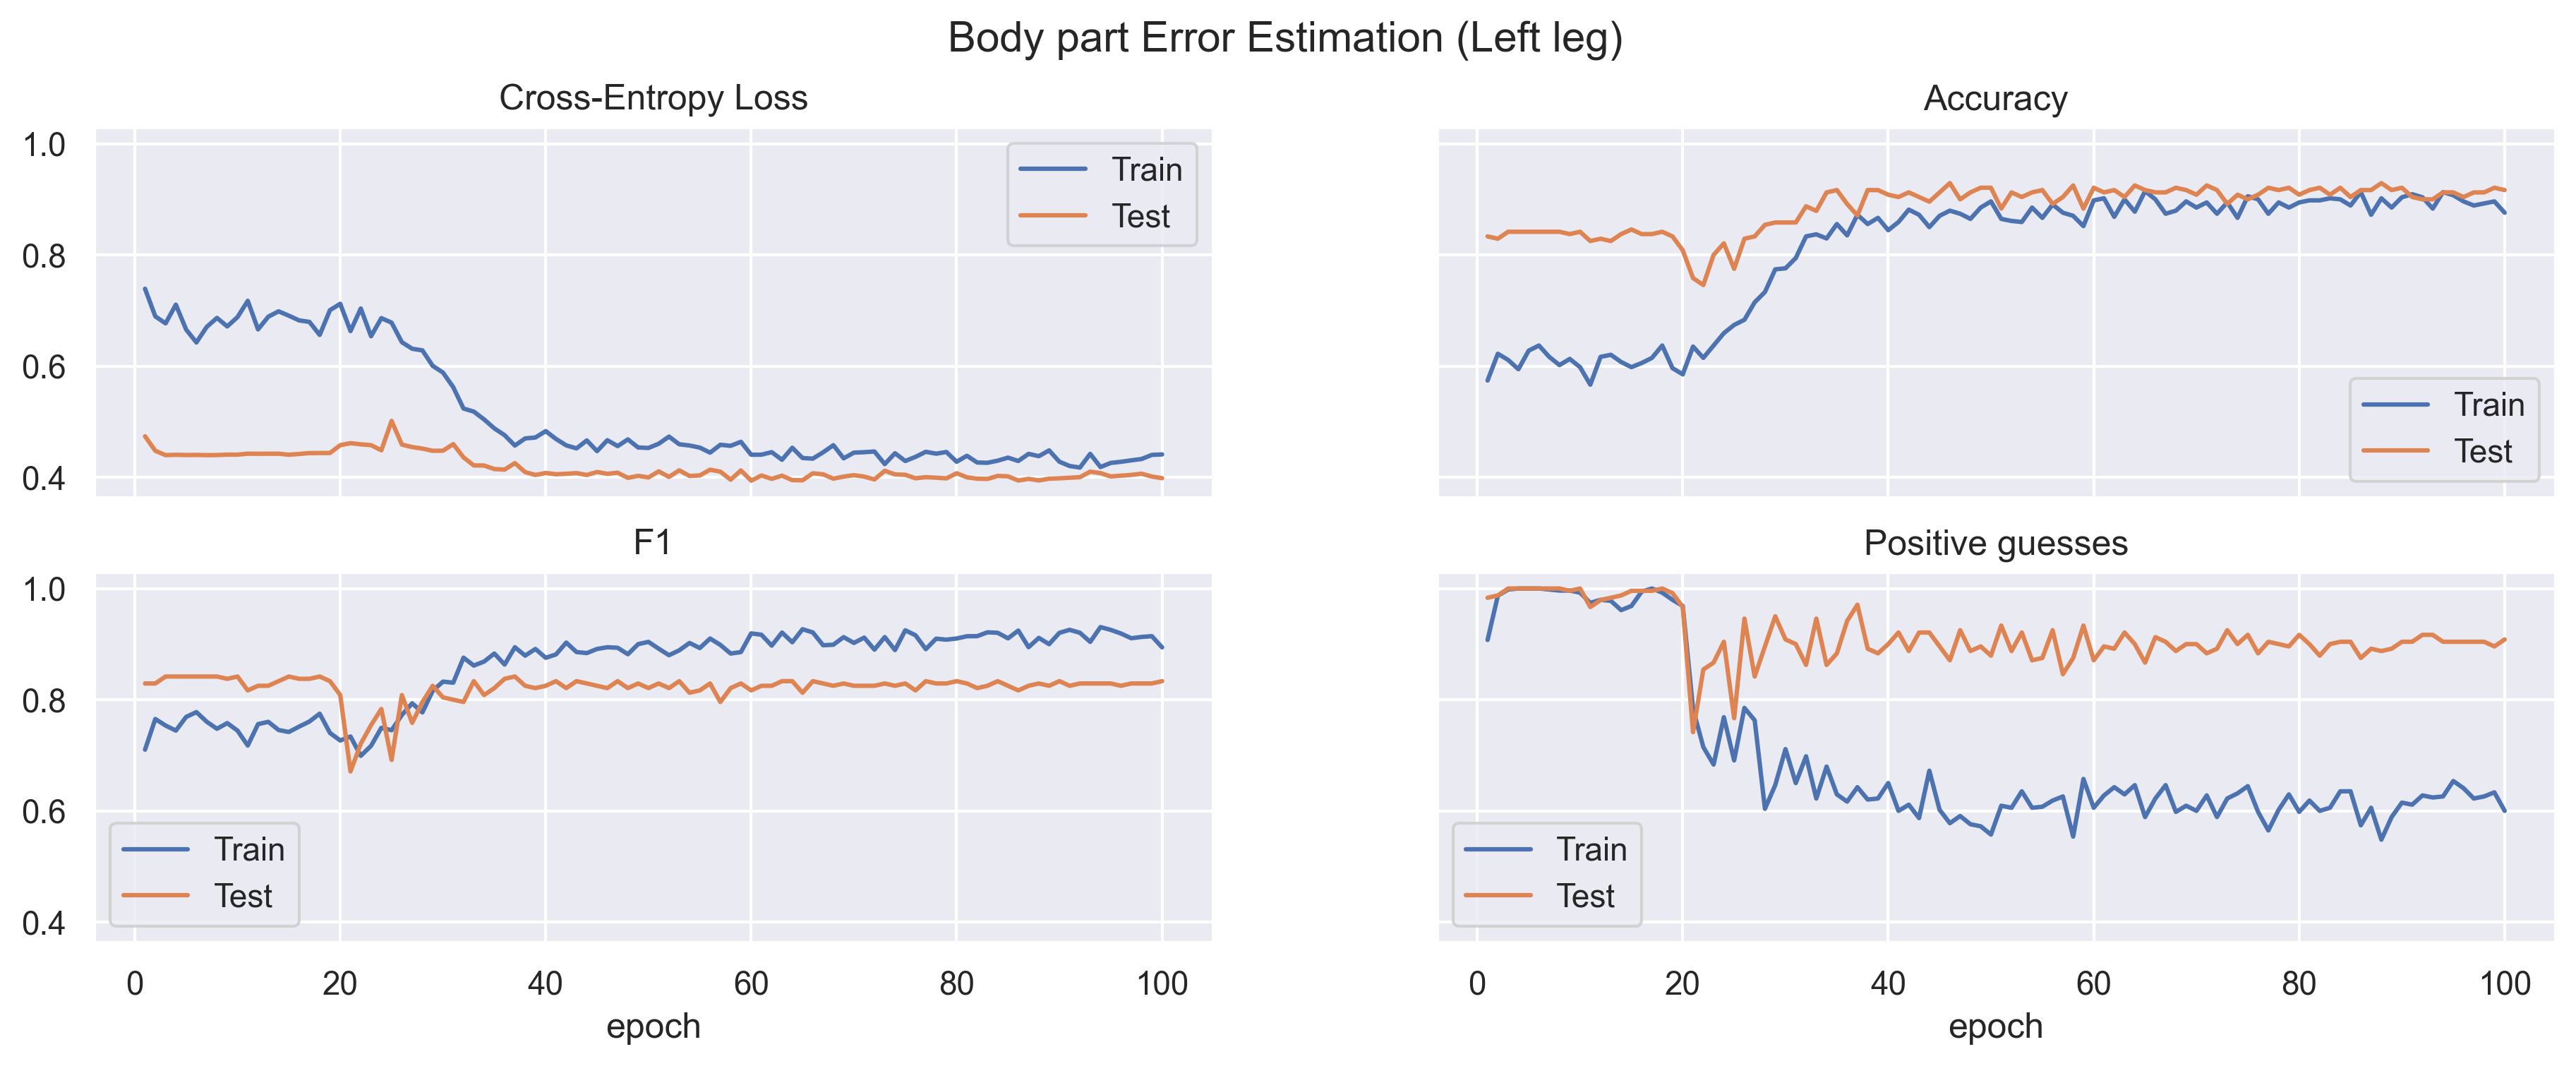 Body part Error Estimation (Left leg)
Cross-Entropy Loss
1.0
0.8
0.6
0.4
Train
Test
Accuracy
Train
Test
F1
1.0
0.8
0.6
0.4
Train
Test
0 20 40 60 80 100
epoch
Positive guesses
Train
Test
0 20 40 60 80 100
epoch